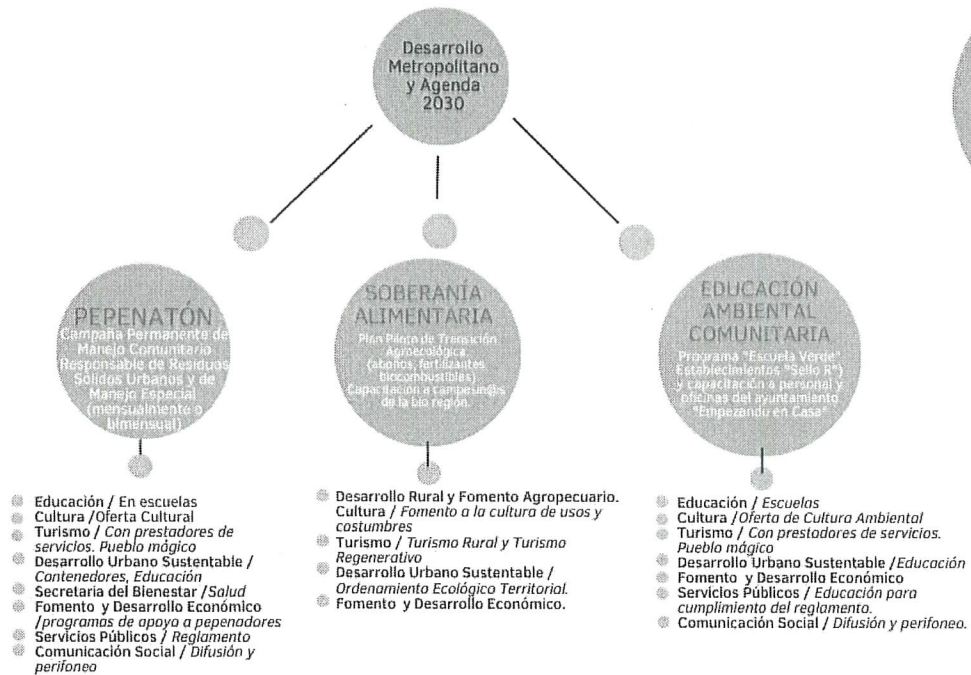 Desarrollo
Metropolitano
y Agenda
2030
PEPENATÓN
Campaña Permanente de
Manejo Comunitario
Responsable de Residuos
Sólidos Urbanos y de
Manejo Especial
(mensualmente o
bimensual)
Educación / En escuelas
Cultura /Oferta Cultural
Turismo / Con prestadores de
servicios. Pueblo mágico
Desarrollo Urbano Sustentable /
Contenedores, Educación
Secretaria del Bienestar /Salud
Fomento y Desarrollo Económico
/programas de apoyo a pepenadores
Servicios Públicos / Reglamento
Comunicación Social / Difusión y
perifoneo
SOBERANÍA
ALIMENTARIA
Plan Piloto de Transición
Agroecológica
(abonos, fertilizantes
biocombustibles)
Capacitación a campesin@s
de la bio región.
Desarrollo Rural y Fomento Agropecuario.
Cultura / Fomento a la cultura de usos y
costumbres
Turismo / Turismo Rural y Turismo
Regenerativo
Desarrollo Urbano Sustentable /
Ordenamiento Ecológico Territorial.
Fomento y Desarrollo Económico.
EDUCACIÓN
AMBIENTAL
COMUNITARIA
Programa "Escuela Verde"
Establecimientos "Sello R")
y capacitación a personal y
oficinas del ayuntamiento
"Empezando en Casa"
Educación / Escuelas
Cultura /Oferta de Cultura Ambiental
Turismo / Con prestadores de servicios.
Pueblo mágico
Desarrollo Urbano Sustentable /Educación
Fomento y Desarrollo Económico
Servicios Públicos / Educación para
cumplimiento del reglamento.
Comunicación Social / Difusión y perifoneo.